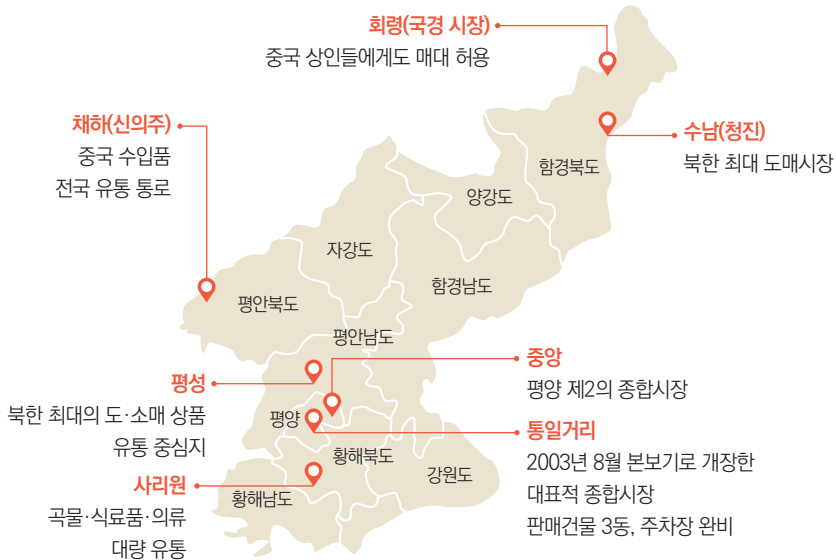 회령(국경 시장)
중국 상인들에게도 매대 허용
채하(신의주)
중국 수입품
전국 유통 통로
수남(청진)
북한 최대 도매시장
함경북도
양강도
자강도
함경남도
평안북도
평안남도
평성
북한 최대의 도·소매 상품
유통 중심지
중앙
평양 제2의 종합시장
평양
통일거리
2003년 8월 본보기로 개장한
대표적 종합시장
판매건물 3동, 주차장 완비
황해북도
강원도
사리원
곡물·식료품·의류
대량 유통
황해남도